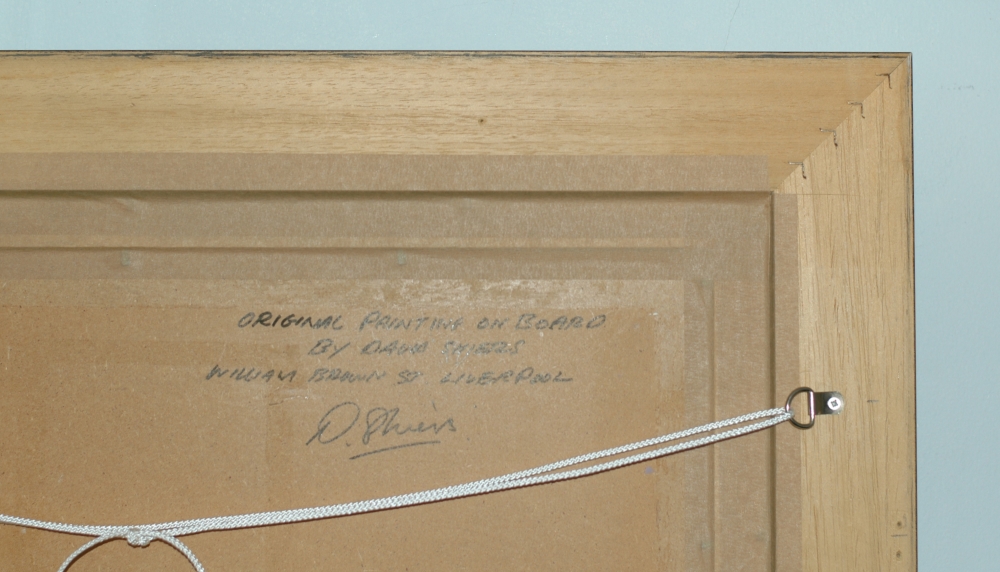 ORIGINAL PAINTING ON BOARD
BY DAVID SHIERS
WILLIAM BROWN ST LIVERPOOL
D. Shiers